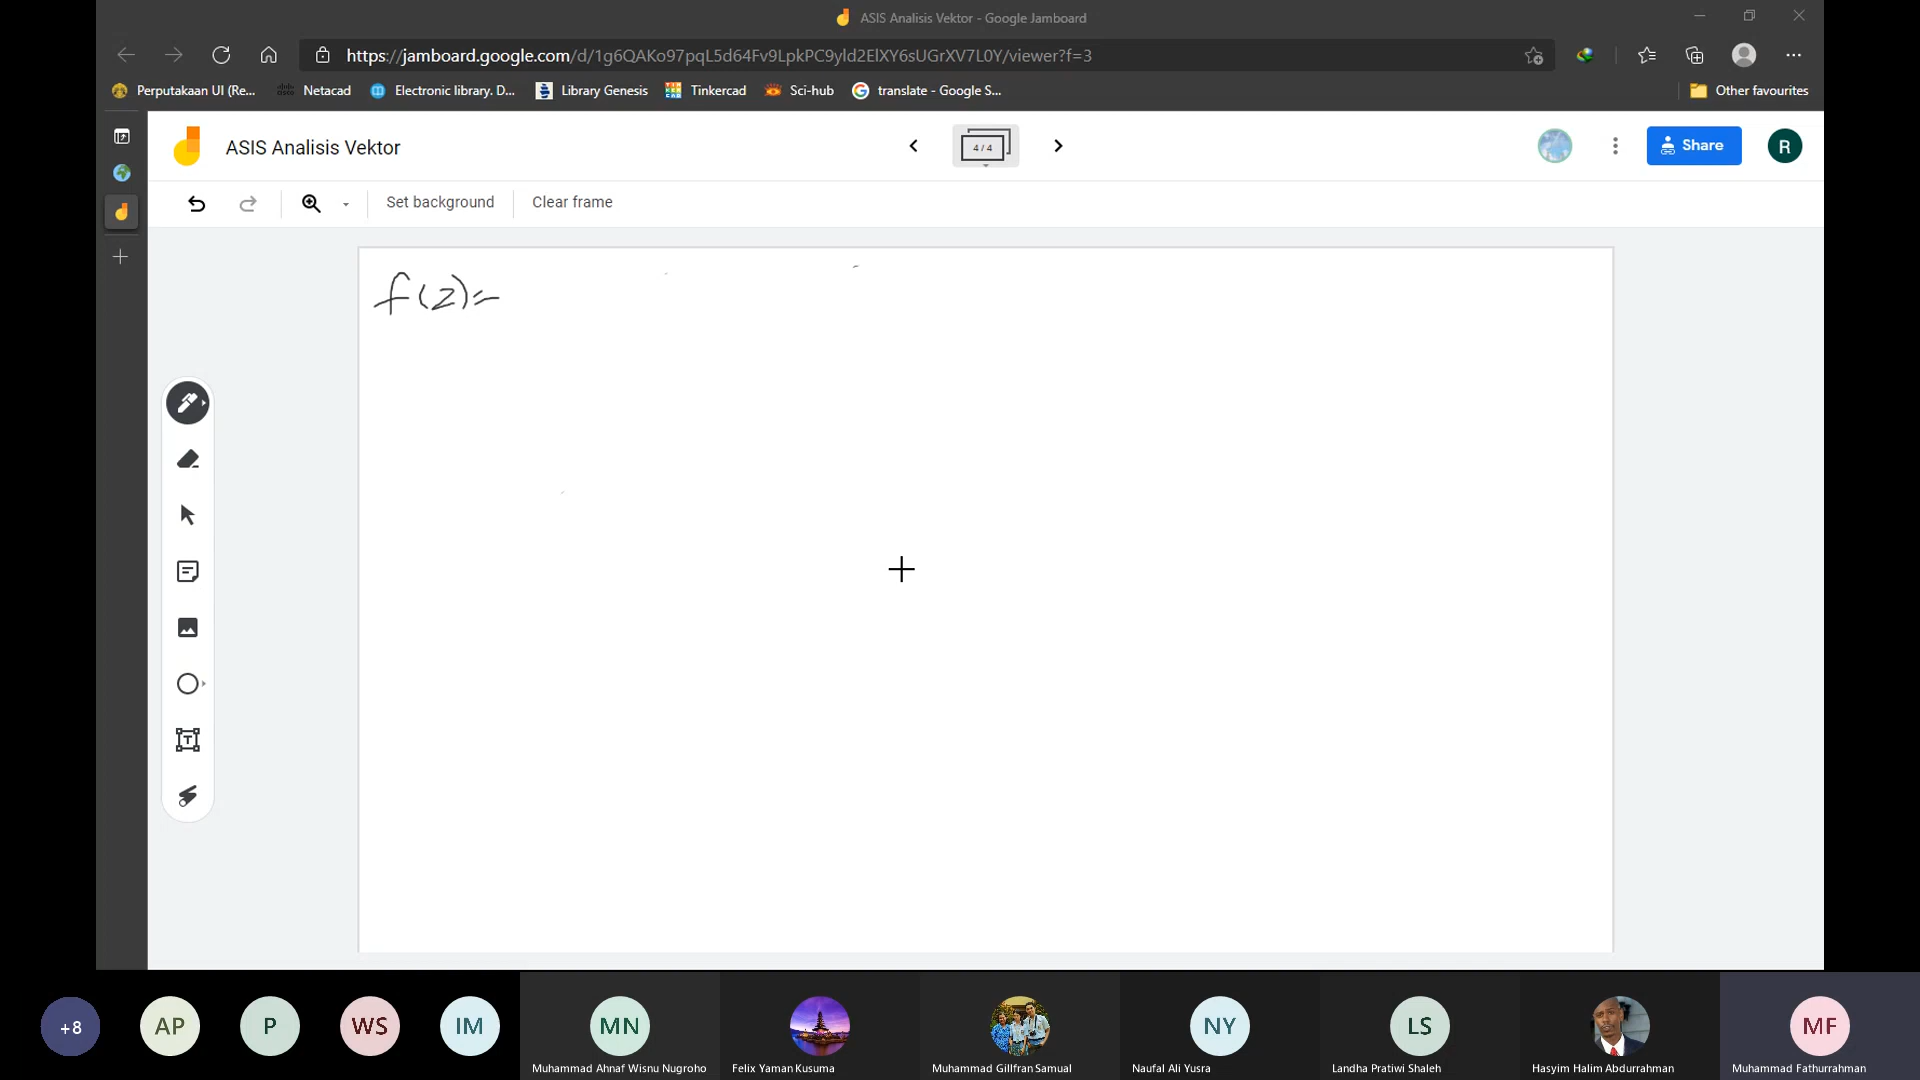 ASIS Analisis Vektor - Google Jamboard
https://jamboard.google.com/d/1g6QAKo97pqL5d64Fv9LpkPC9yld2ElXY6sUGrXV7L0Y/viewer?f=3
Perputakaan UI (Re... Netacad Electronic library. D... Library Genesis Tinkercad Sci-hub translate - Google S... Other favourites
ASIS Analisis Vektor 4 / 4 Share R
Set background Clear frame
f(z)=
+8 AP P WS IM MN NY LS MF
Muhammad Ahnaf Wisnu Nugroho Felix Yaman Kusuma Muhammad Gillfran Samual Naufal Ali Yusra Landha Pratiwi Shaleh Hasyim Halim Abdurrahman Muhammad Fathurrahman